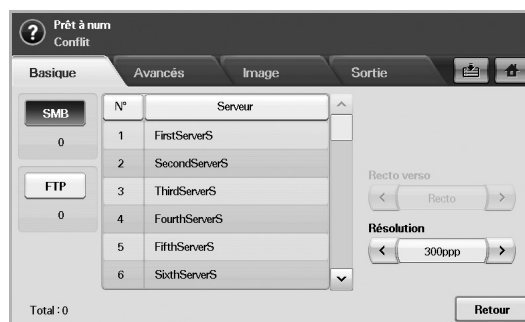 ? Prêt à num
Conflit
Basique Avancés Image Sortie
SMB
0
FTP
0
N° Serveur
1 FirstServerS
2 SecondServerS
3 ThirdServerS
4 FourthServerS
5 FifthServerS
6 SixthServerS
Recto verso
< Recto >
Résolution
< 300ppp >
Total : 0
Retour